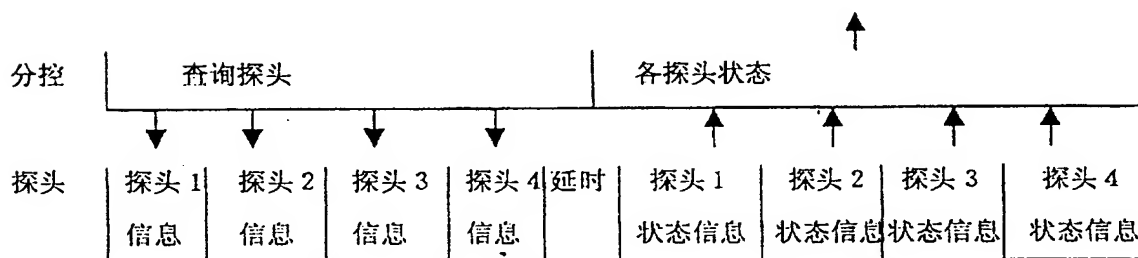 分控 查询探头 各探头状态
探头 探头 1 探头 2 探头 3 探头 4 延时 探头 1 探头 2 探头 3 探头 4
信息 信息 信息 信息 状态信息 状态信息 状态信息 状态信息